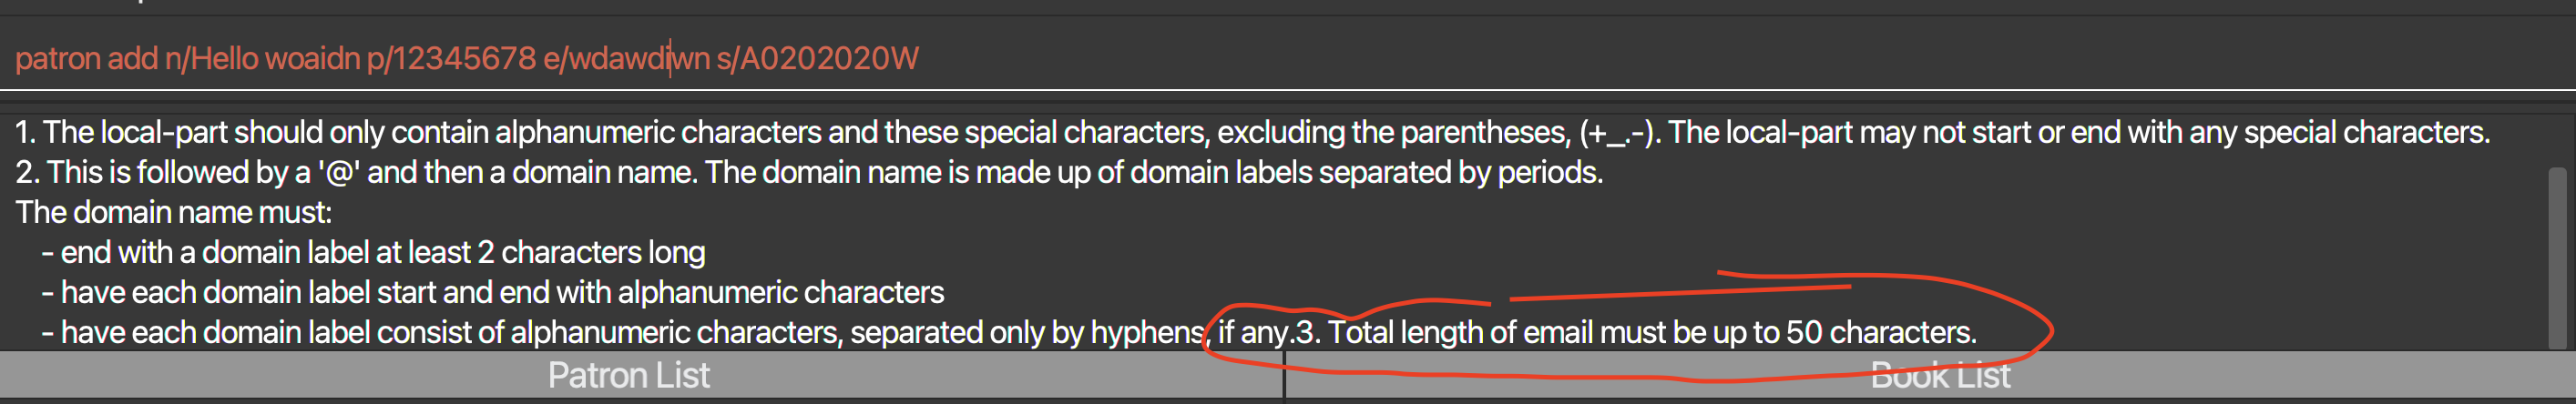 patron add n/Hello woaidn p/12345678 e/wdawdiwn s/A0202020W
1. The local-part should only contain alphanumeric characters and these special characters, excluding the parentheses, (+_.-). The local-part may not start or end with any special characters.
2. This is followed by a '@' and then a domain name. The domain name is made up of domain labels separated by periods.
The domain name must:
- end with a domain label at least 2 characters long
- have each domain label start and end with alphanumeric characters
- have each domain label consist of alphanumeric characters, separated only by hyphens, if any.3. Total length of email must be up to 50 characters.
Patron List
Book List